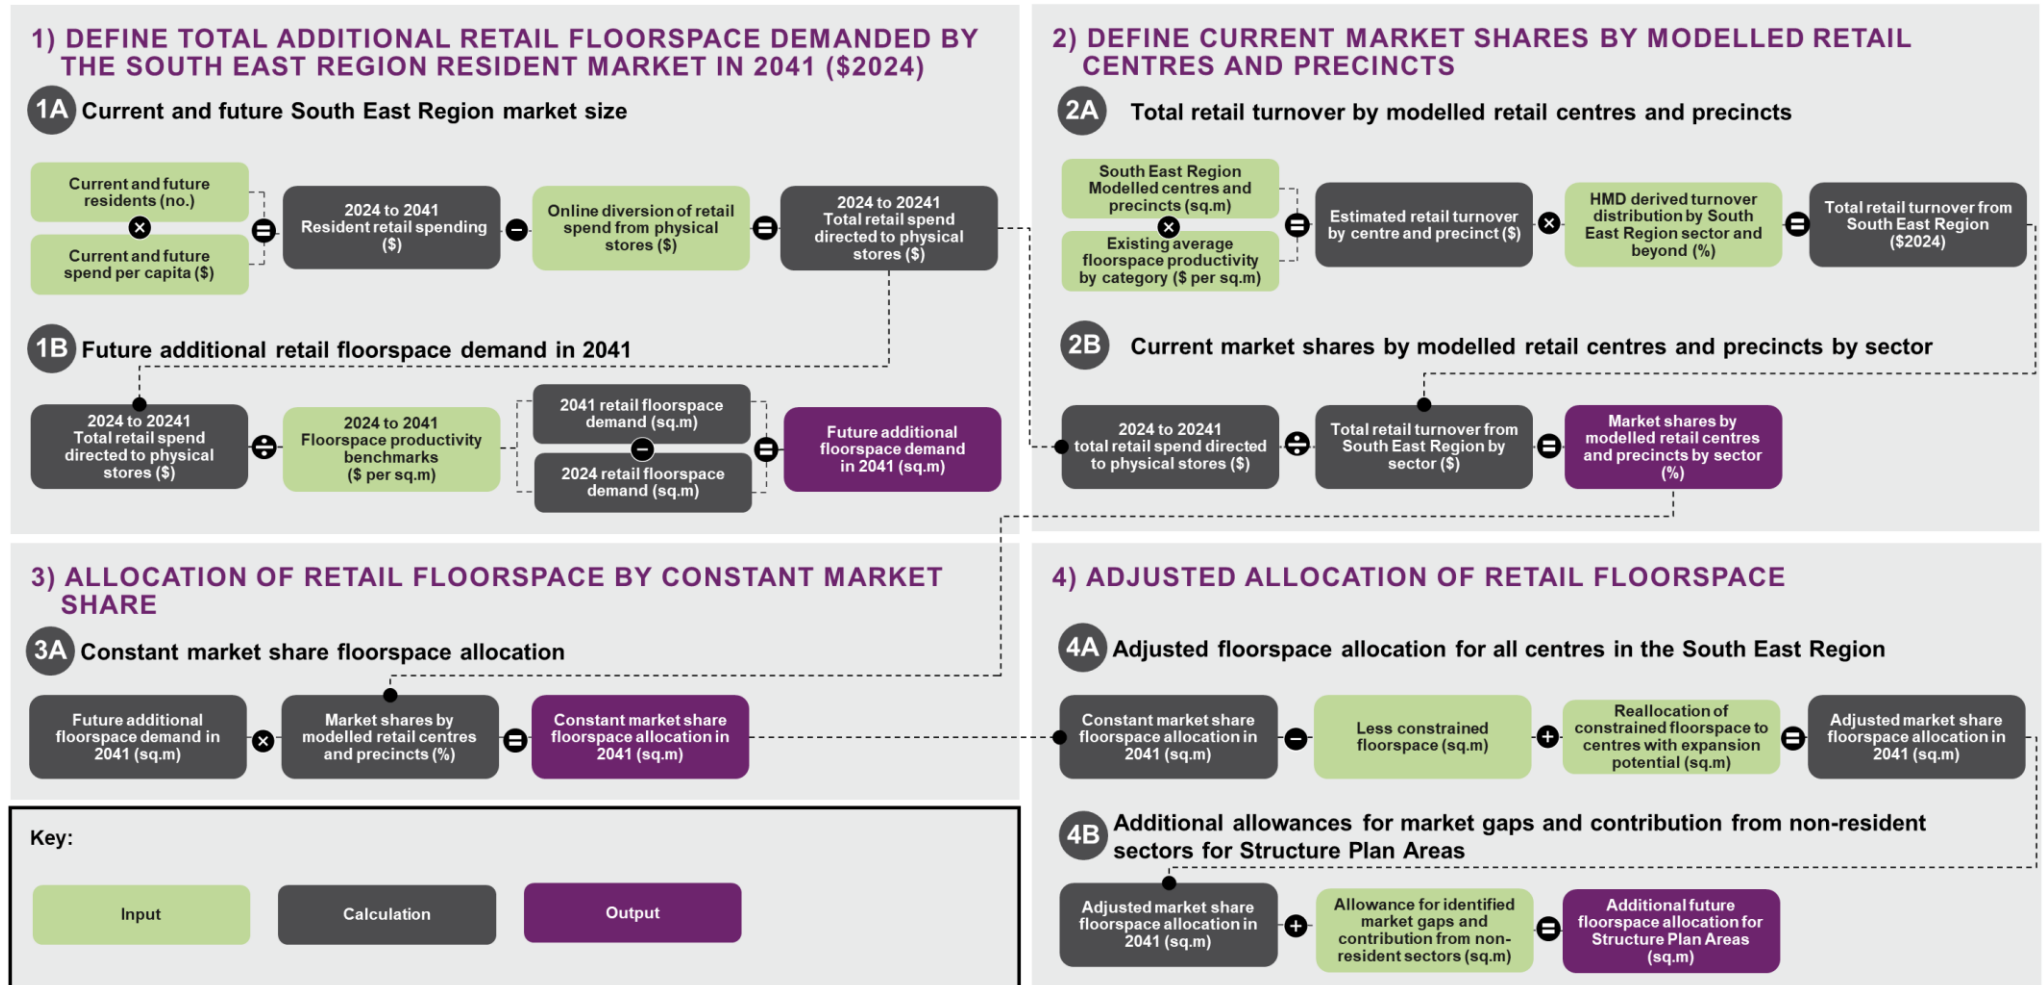 1) DEFINE TOTAL ADDITIONAL RETAIL FLOORSPACE DEMANDED BY
THE SOUTH EAST REGION RESIDENT MARKET IN 2041 ($2024)
1A Current and future South East Region market size
Current and future
residents (no.)
×
Current and future
spend per capita ($)
=
2024 to 2041
Resident retail spending
($)
−
Online diversion of retail
spend from physical
stores ($)
=
2024 to 20241
Total retail spend
directed to physical
stores ($)
1B Future additional retail floorspace demand in 2041
2024 to 20241
Total retail spend
directed to physical
stores ($)
÷
2024 to 2041
Floorspace productivity
benchmarks
($ per sq.m)
2041 retail floorspace
demand (sq.m)
−
2024 retail floorspace
demand (sq.m)
=
Future additional
floorspace demand
in 2041 (sq.m)
2) DEFINE CURRENT MARKET SHARES BY MODELLED RETAIL
CENTRES AND PRECINCTS
2A Total retail turnover by modelled retail centres and precincts
South East Region
Modelled centres and
precincts (sq.m)
×
Existing average
floorspace productivity
by category ($ per sq.m)
=
Estimated retail turnover
by centre and precinct ($)
×
HMD derived turnover
distribution by South
East Region sector and
beyond (%)
=
Total retail turnover from
South East Region
($2024)
2B Current market shares by modelled retail centres and precincts by sector
2024 to 20241
total retail spend directed
to physical stores ($)
÷
Total retail turnover from
South East Region by
sector ($)
=
Market shares by
modelled retail centres
and precincts by sector
(%)
3) ALLOCATION OF RETAIL FLOORSPACE BY CONSTANT MARKET
SHARE
3A Constant market share floorspace allocation
Future additional
floorspace demand in
2041 (sq.m)
×
Market shares by
modelled retail centres
and precincts (%)
=
Constant market share
floorspace allocation in
2041 (sq.m)
4) ADJUSTED ALLOCATION OF RETAIL FLOORSPACE
4A Adjusted floorspace allocation for all centres in the South East Region
Constant market share
floorspace allocation in
2041 (sq.m)
−
Less constrained
floorspace (sq.m)
+
Reallocation of
constrained floorspace to
centres with expansion
potential (sq.m)
=
Adjusted market share
floorspace allocation in
2041 (sq.m)
4B Additional allowances for market gaps and contribution from non-resident
sectors for Structure Plan Areas
Adjusted market share
floorspace allocation in
2041 (sq.m)
+
Allowance for identified
market gaps and
contribution from non-
resident sectors (sq.m)
=
Additional future
floorspace allocation for
Structure Plan Areas
(sq.m)
Key:
Input
Calculation
Output